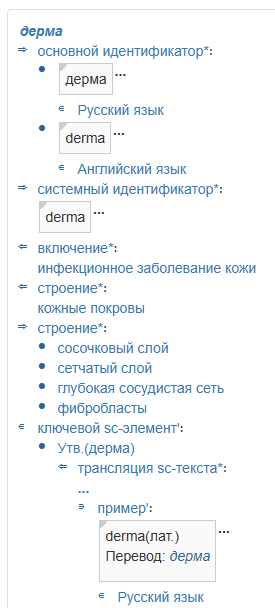 дерма
⇒ основной идентификатор*:
• дерма ...
∊ Русский язык
• derma ...
∊ Английский язык
⇒ системный идентификатор*:
derma ...
⇐ включение*:
инфекционное заболевание кожи
⇐ строение*:
кожные покровы
⇒ строение*:
• сосочковый слой
• сетчатый слой
• глубокая сосудистая сеть
• фибробласты
∊ ключевой sc-элемент':
• Утв.(дерма)
⇐ трансляция sc-текста*:
...
∍ пример':
derma(лат.) ...
Перевод: дерма
∊ Русский язык